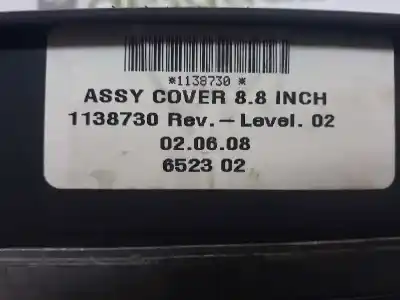 *1138730 *
ASSY COVER 8.8 INCH
1138730 Rev.-Level. 02
02.06.08
6523 02